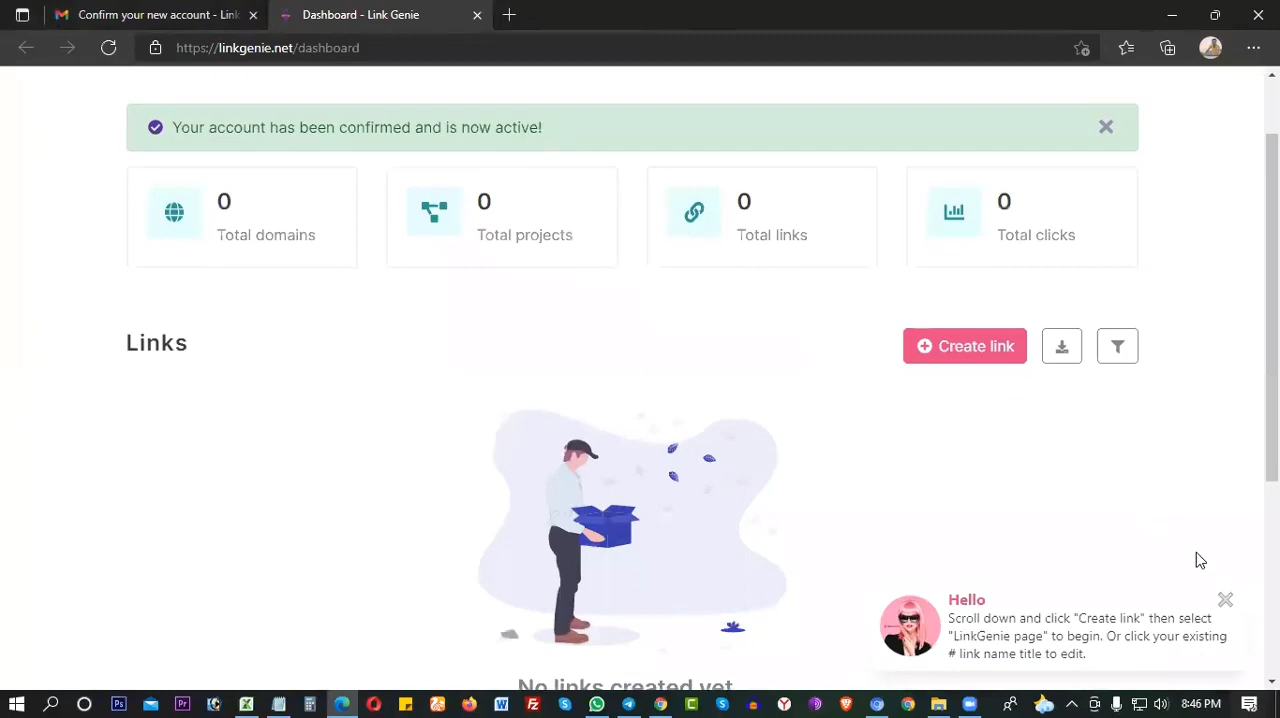 Confirm your new account - Link
Dashboard - Link Genie
https://linkgenie.net/dashboard
Your account has been confirmed and is now active!
0
Total domains
0
Total projects
0
Total links
0
Total clicks
Links
Create link
Hello
Scroll down and click "Create link" then select
"LinkGenie page" to begin. Or click your existing
# link name title to edit.
No links created yet
8:46 PM